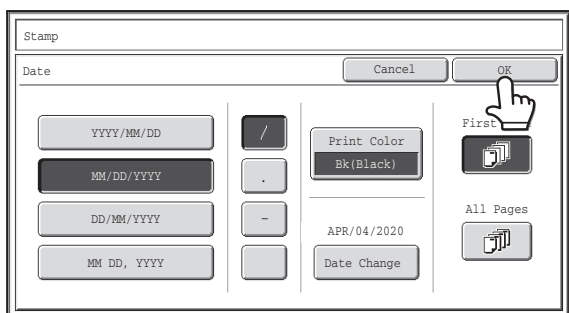 Stamp
Date
Cancel
OK
YYYY/MM/DD
MM/DD/YYYY
DD/MM/YYYY
MM DD, YYYY
/
.
-
Print Color
Bk(Black)
APR/04/2020
Date Change
First
All Pages